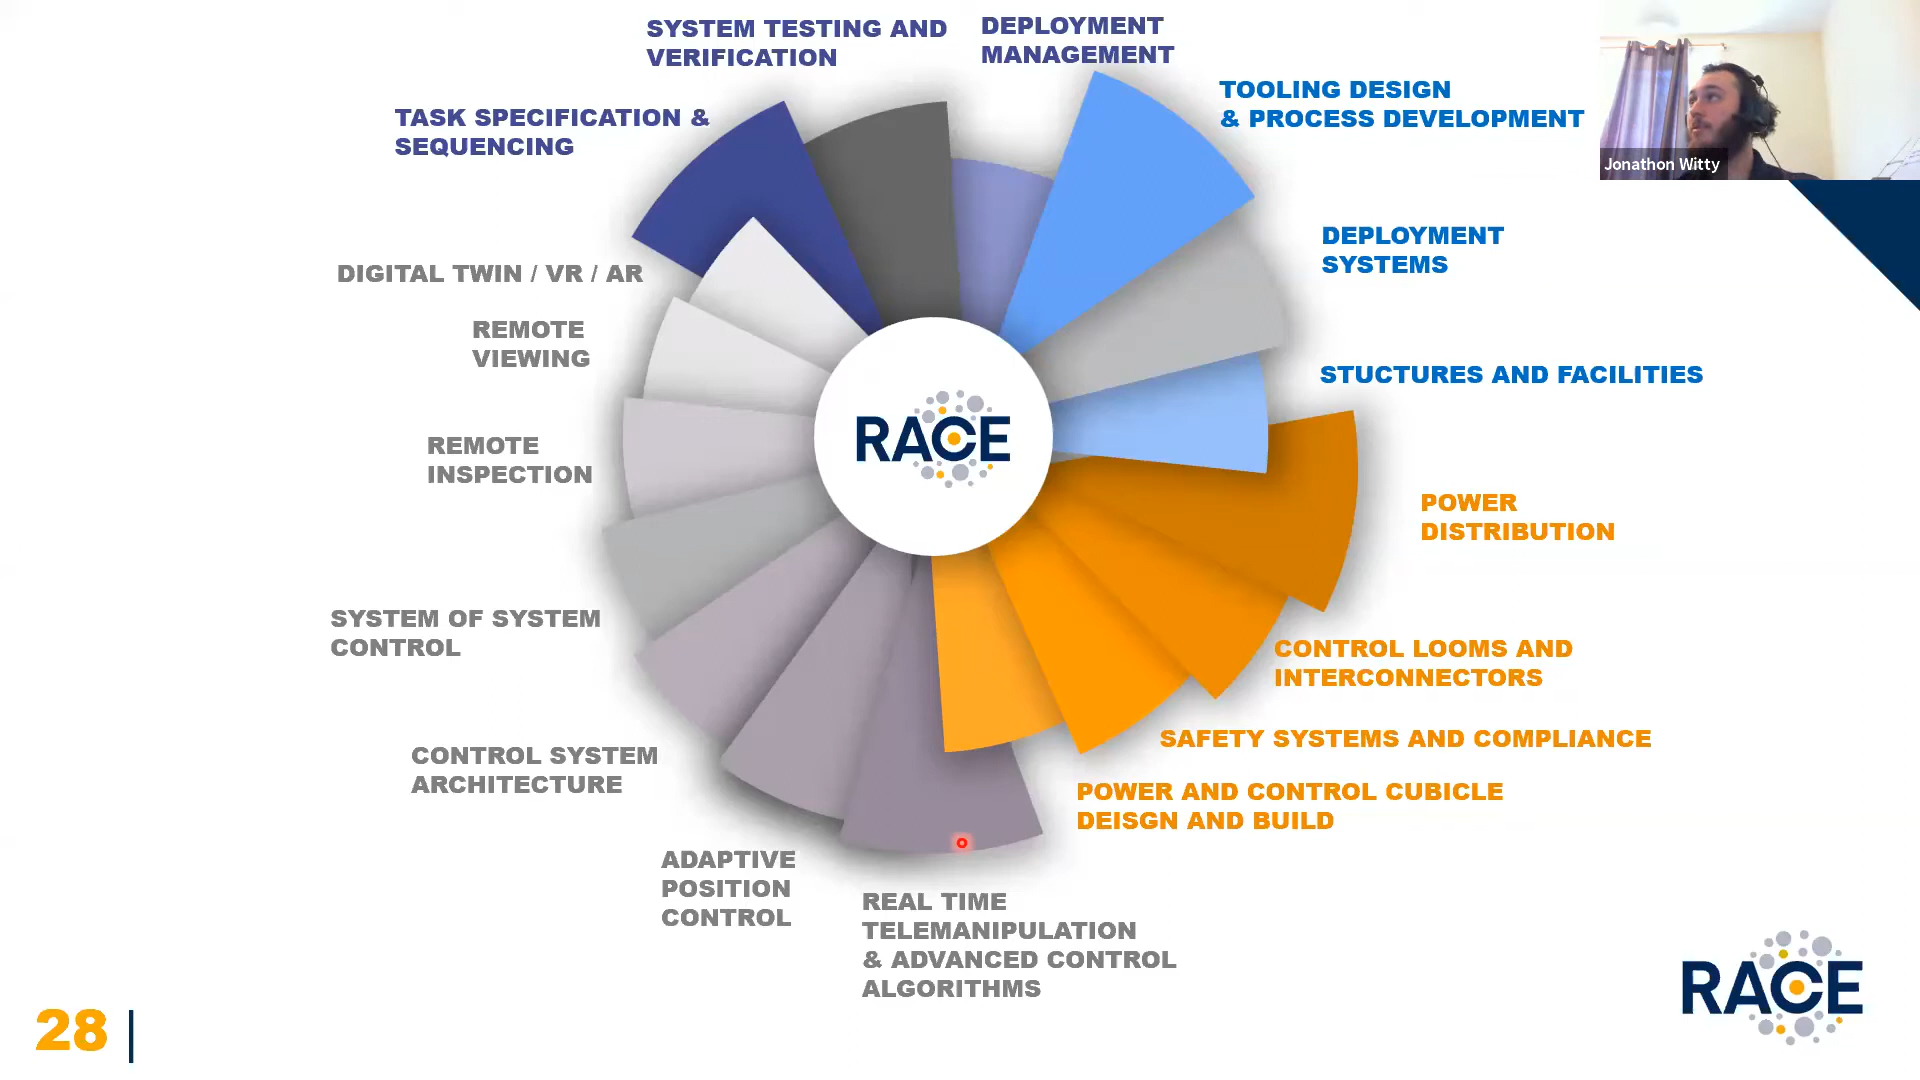 SYSTEM TESTING AND
VERIFICATION
DEPLOYMENT
MANAGEMENT
TOOLING DESIGN
& PROCESS DEVELOPMENT
Jonathon Witty
TASK SPECIFICATION &
SEQUENCING
DEPLOYMENT
SYSTEMS
DIGITAL TWIN / VR / AR
REMOTE
VIEWING
STUCTURES AND FACILITIES
RACE
REMOTE
INSPECTION
POWER
DISTRIBUTION
SYSTEM OF SYSTEM
CONTROL
CONTROL LOOMS AND
INTERCONNECTORS
SAFETY SYSTEMS AND COMPLIANCE
CONTROL SYSTEM
ARCHITECTURE
POWER AND CONTROL CUBICLE
DEISGN AND BUILD
ADAPTIVE
POSITION
CONTROL
REAL TIME
TELEMANIPULATION
& ADVANCED CONTROL
ALGORITHMS
RACE
28